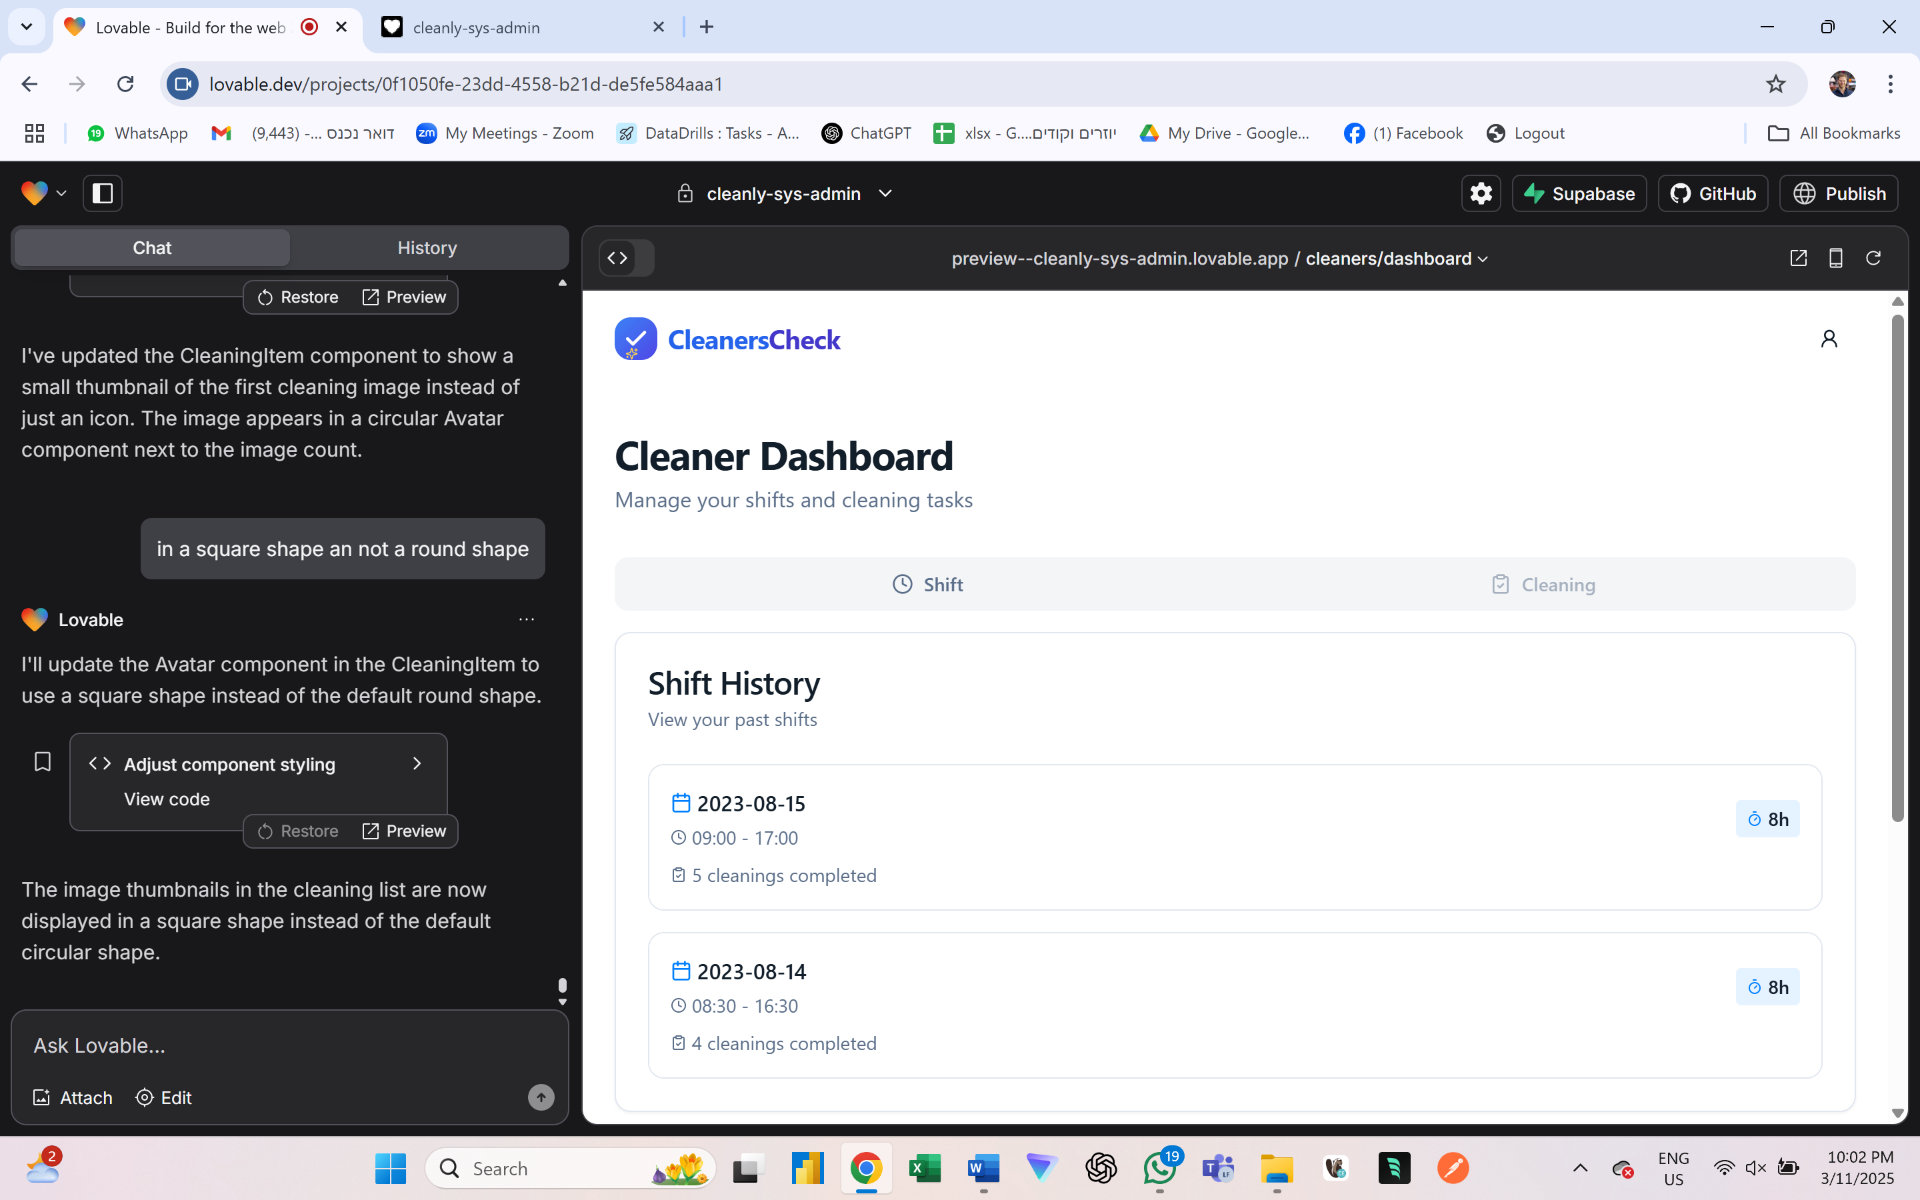 Lovable - Build for the web
cleanly-sys-admin
lovable.dev/projects/0f1050fe-23dd-4558-b21d-de5fe584aaa1
19 WhatsApp
(9,443) -... דואר נכנס
zm My Meetings - Zoom
DataDrills : Tasks - A...
ChatGPT
יוזרים וקודים....xlsx - G
My Drive - Google...
(1) Facebook
Logout
All Bookmarks
cleanly-sys-admin
Supabase
GitHub
Publish
Chat
History
preview--cleanly-sys-admin.lovable.app / cleaners/dashboard
Restore
Preview
I've updated the CleaningItem component to show a
small thumbnail of the first cleaning image instead of
just an icon. The image appears in a circular Avatar
component next to the image count.
in a square shape an not a round shape
Lovable
I'll update the Avatar component in the CleaningItem to
use a square shape instead of the default round shape.
Adjust component styling
View code
Restore
Preview
The image thumbnails in the cleaning list are now
displayed in a square shape instead of the default
circular shape.
Ask Lovable...
Attach
Edit
CleanersCheck
Cleaner Dashboard
Manage your shifts and cleaning tasks
Shift
Cleaning
Shift History
View your past shifts
2023-08-15
09:00 - 17:00
5 cleanings completed
8h
2023-08-14
08:30 - 16:30
4 cleanings completed
8h
2
Search
19
ENG
US
10:02 PM
3/11/2025